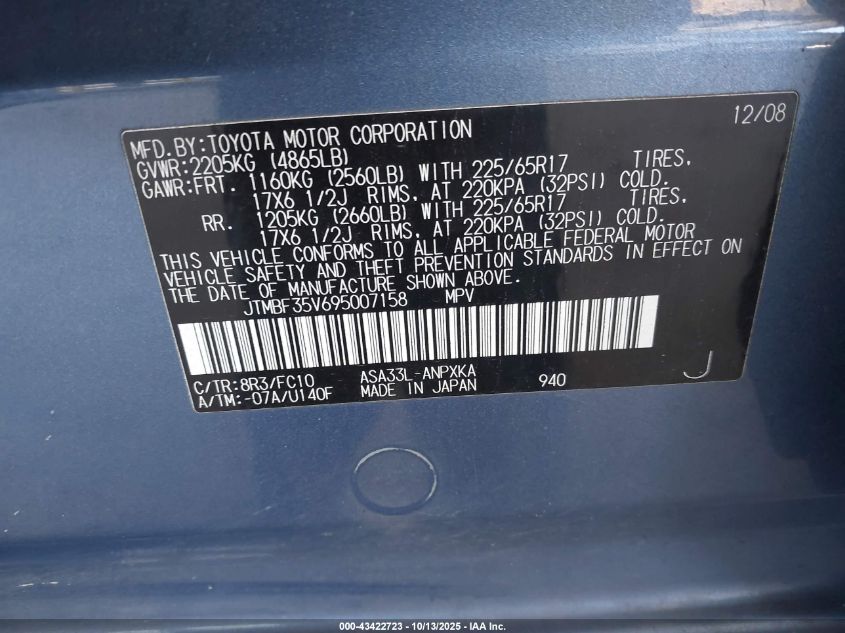 12/08
MFD.BY:TOYOTA MOTOR CORPORATION
GVWR:2205KG (4865LB)
GAWR:FRT. 1160KG (2560LB) WITH 225/65R17 TIRES,
17X6 1/2J RIMS, AT 220KPA (32PSI) COLD.
RR. 1205KG (2660LB) WITH 225/65R17 TIRES,
17X6 1/2J RIMS, AT 220KPA (32PSI) COLD.
THIS VEHICLE CONFORMS TO ALL APPLICABLE FEDERAL MOTOR
VEHICLE SAFETY AND THEFT PREVENTION STANDARDS IN EFFECT ON
THE DATE OF MANUFACTURE SHOWN ABOVE.
JTMBF35V695007158 MPV
C/TR:8R3/FC10 ASA33L-ANPXKA
A/TM:-07A/U140F MADE IN JAPAN 940 J
000-43422723 - 10/13/2025 - IAA Inc.